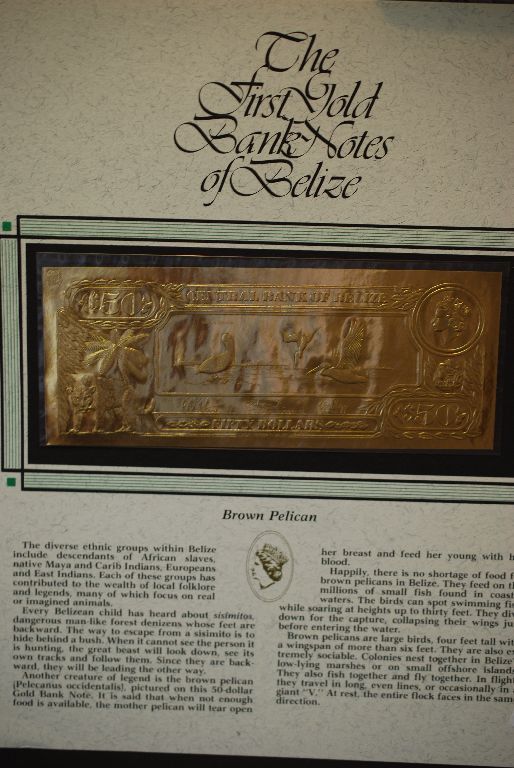 The
First Gold
Bank Notes
of Belize
$50
CENTRAL BANK OF BELIZE
FIFTY DOLLARS
$50
Brown Pelican
The diverse ethnic groups within Belize
include descendants of African slaves,
native Maya and Carib Indians, Europeans
and East Indians. Each of these groups has
contributed to the wealth of local folklore
and legends, many of which focus on real
or imagined animals.
Every Belizean child has heard about sisimitos,
dangerous man-like forest denizens whose feet are
backward. The way to escape from a sisimito is to
hide behind a bush. When it cannot see the person it
is hunting, the great beast will look down, see its
own tracks and follow them. Since they are back-
ward, they will be leading the other way.
Another creature of legend is the brown pelican
(Pelecanus occidentalis), pictured on this 50-dollar
Gold Bank Note. It is said that when not enough
food is available, the mother pelican will tear open
her breast and feed her young with h
blood.
Happily, there is no shortage of food f
brown pelicans in Belize. They feed on th
millions of small fish found in coast
waters. The birds can spot swimming fis
while soaring at heights up to thirty feet. They div
down for the capture, collapsing their wings ju
before entering the water.
Brown pelicans are large birds, four feet tall wit
a wingspan of more than six feet. They are also ex
tremely sociable. Colonies nest together in Belize'
low-lying marshes or on small offshore islands
They also fish together and fly together. In flight
they travel in long, even lines, or occasionally in a
giant "V." At rest, the entire flock faces in the same
direction.